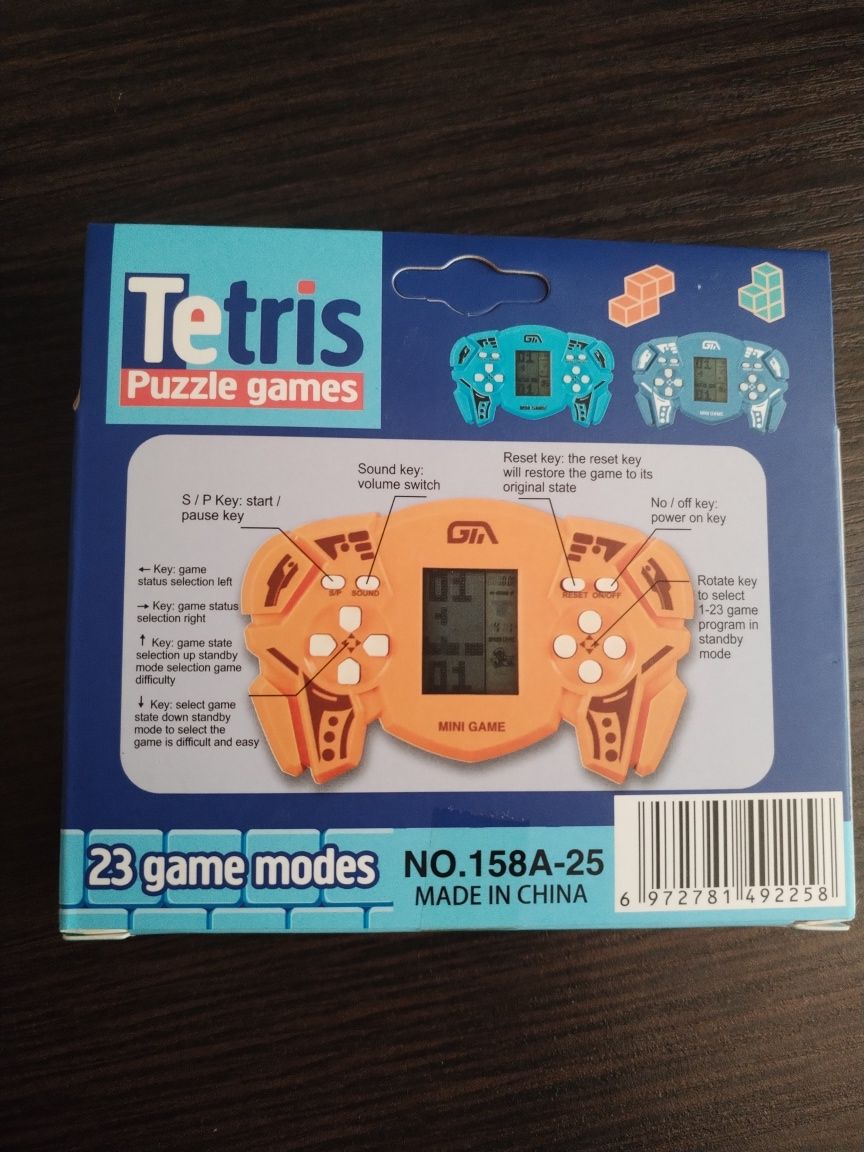 Tetris
Puzzle games
GTA
GTA
MINI GAME
MINI GAME
S / P Key: start /
pause key
Sound key:
volume switch
Reset key: the reset key
will restore the game to its
original state
No / off key:
power on key
← Key: game
status selection left
→ Key: game status
selection right
↑ Key: game state
selection up standby
mode selection game
difficulty
↓ Key: select game
state down standby
mode to select the
game is difficult and easy
Rotate key
to select
1-23 game
program in
standby
mode
GTA
S/P SOUND
RESET ON/OFF
MINI GAME
23 game modes
NO.158A-25
MADE IN CHINA
6 972781 492258